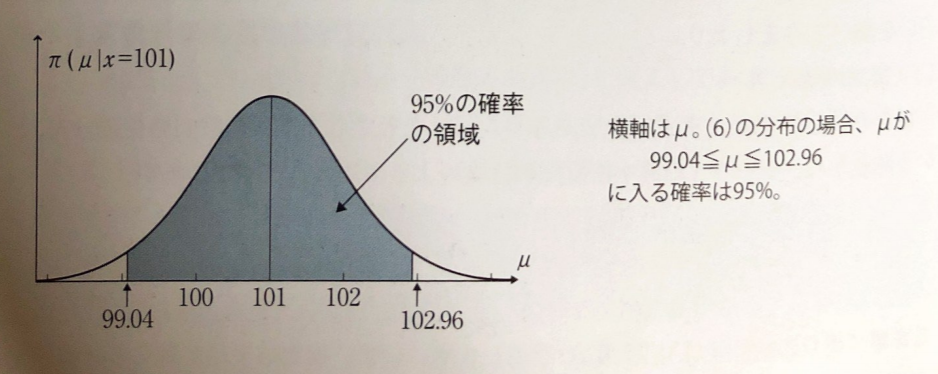 π(μ|x=101)
95%の確率
の領域
横軸はμ。(6)の分布の場合、μが
99.04≦μ≦102.96
に入る確率は95%。
μ
100 101 102
99.04 102.96